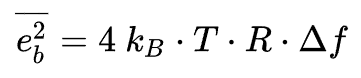 $\overline{e_b^2} = 4 \, k_B \cdot T \cdot R \cdot \Delta f$